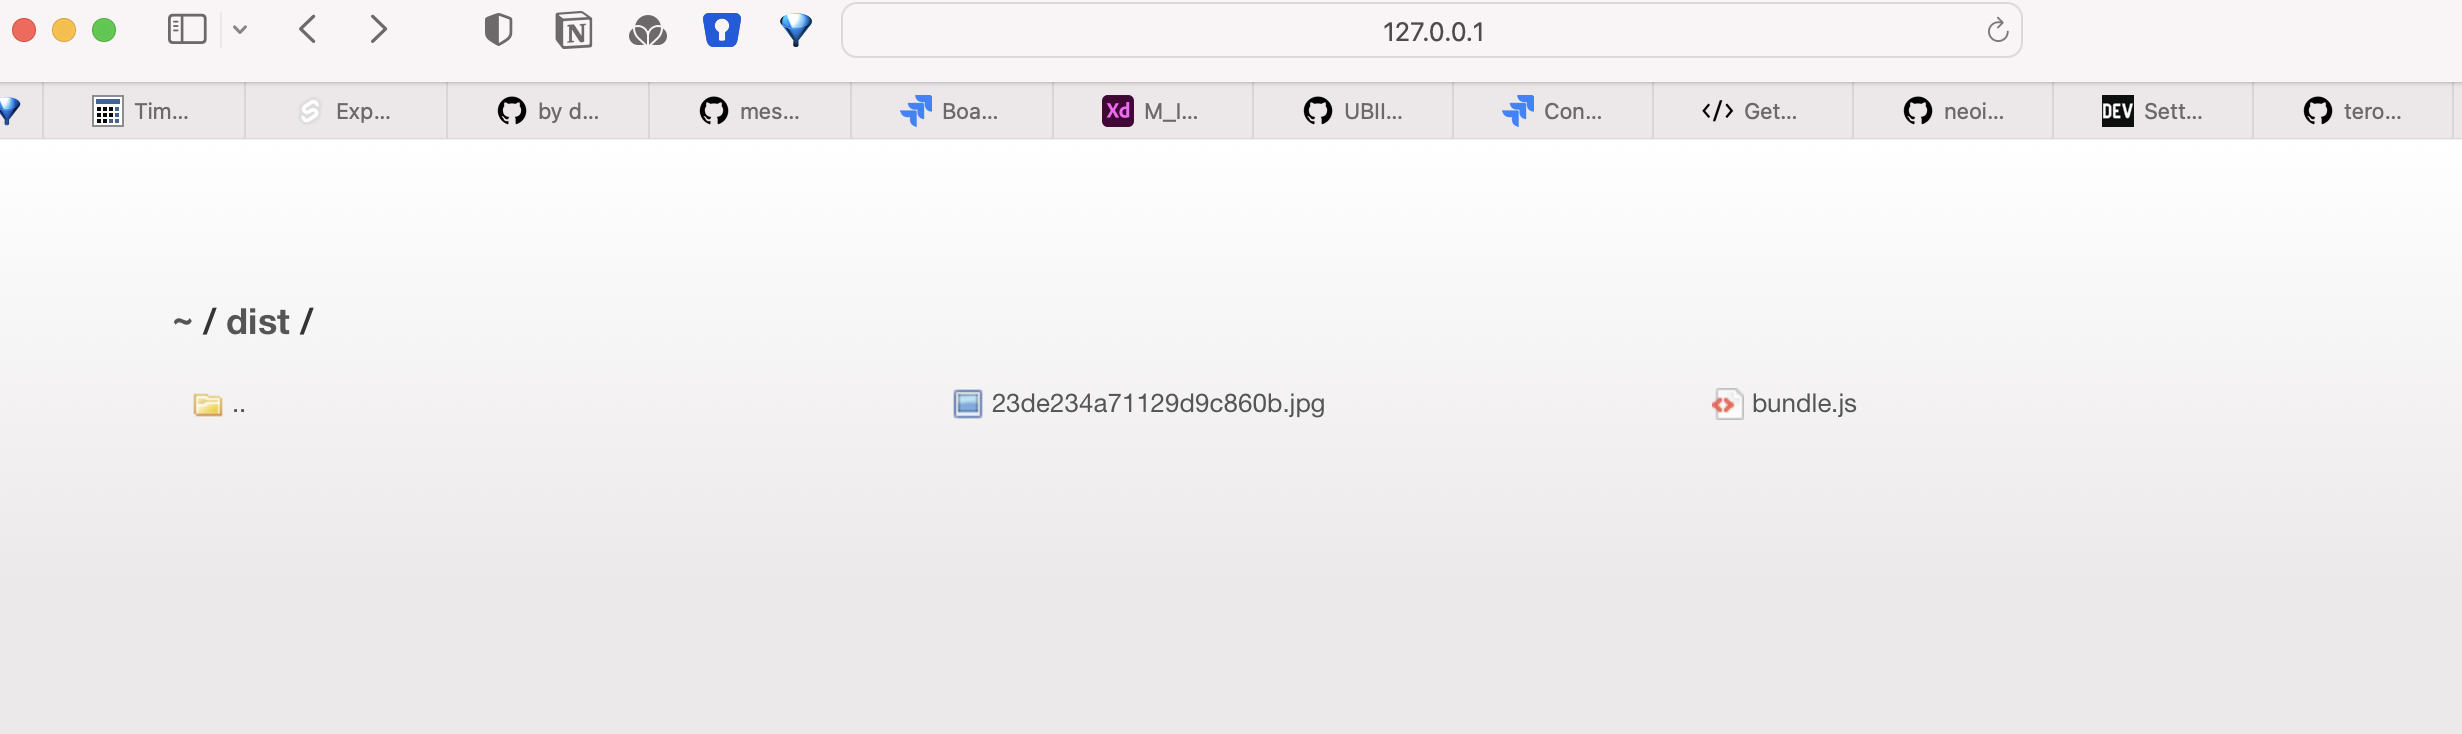 127.0.0.1
Tim... Exp... by d... mes... Boa... Xd M_I... UBII... Con... </> Get... neoi... DEV Sett... tero...
~ / dist /
.. 23de234a71129d9c860b.jpg bundle.js